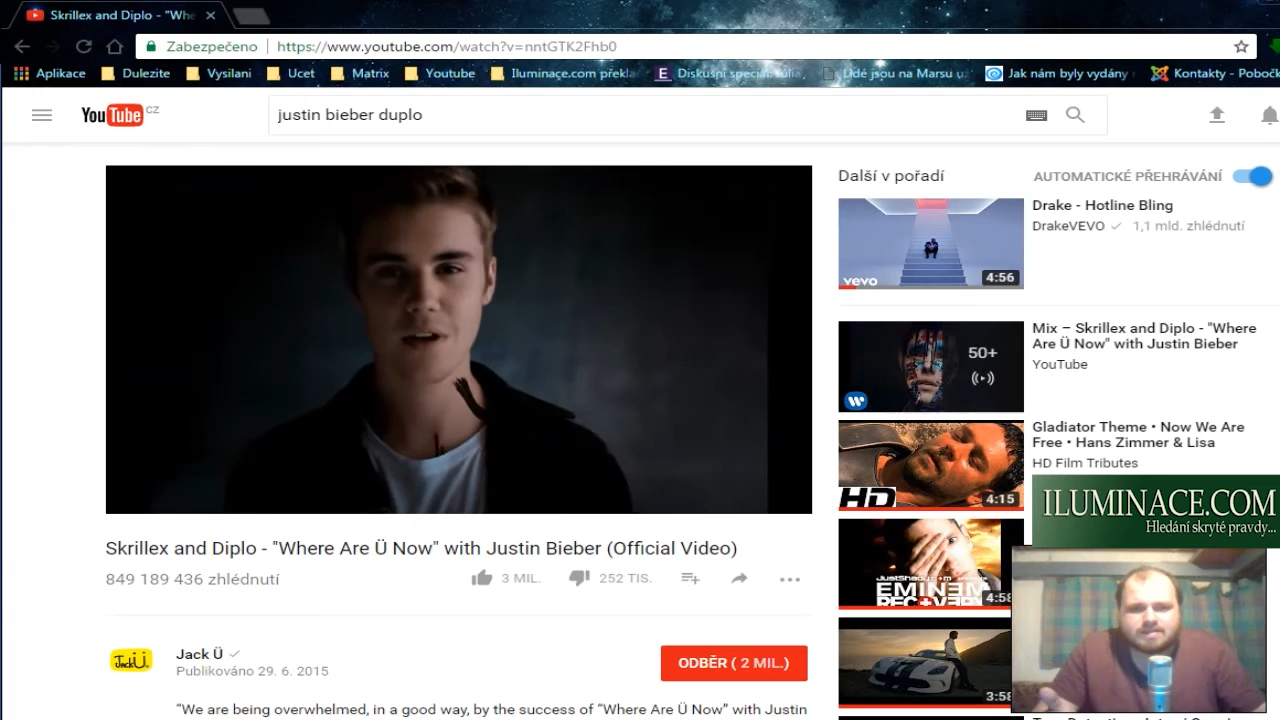 Skrillex and Diplo - "Whe
Zabezpečeno
https://www.youtube.com/watch?v=nntGTK2Fhb0
Aplikace
Dulezite
Vysilani
Ucet
Matrix
Youtube
Iluminace.com překla
E
Diskušní speciál
Lidé jsou na Marsu u
Jak nám byly vydány
Kontakty - Pobočk
YouTube CZ
justin bieber duplo
Další v pořadí
AUTOMATICKÉ PŘEHRÁVÁNÍ
vevo
4:56
Drake - Hotline Bling
DrakeVEVO
1,1 mld. zhlédnutí
50+
Mix – Skrillex and Diplo - "Where
Are Ü Now" with Justin Bieber
YouTube
HD
4:15
Gladiator Theme • Now We Are
Free • Hans Zimmer & Lisa
HD Film Tributes
ILUMINACE.COM
Hledání skryté pravdy...
EMINEM
4:58
3:58
Skrillex and Diplo - "Where Are Ü Now" with Justin Bieber (Official Video)
849 189 436 zhlédnutí
3 MIL.
252 TIS.
JackÜ
Jack Ü
Publikováno 29. 6. 2015
ODBĚR ( 2 MIL.)
“We are being overwhelmed, in a good way, by the success of “Where Are Ü Now” with Justin